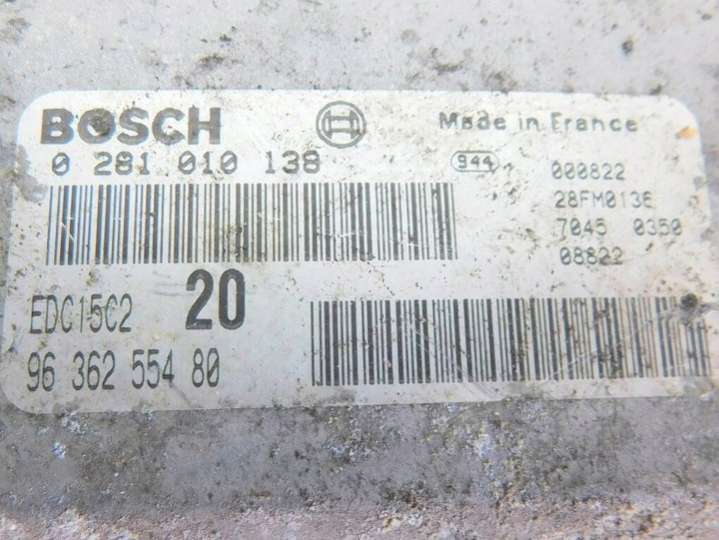 BOSCH
Made in France
0 281 010 138
944
000822
28FM0136
7045 0350
08822
EDC15C2 20
96 362 554 80